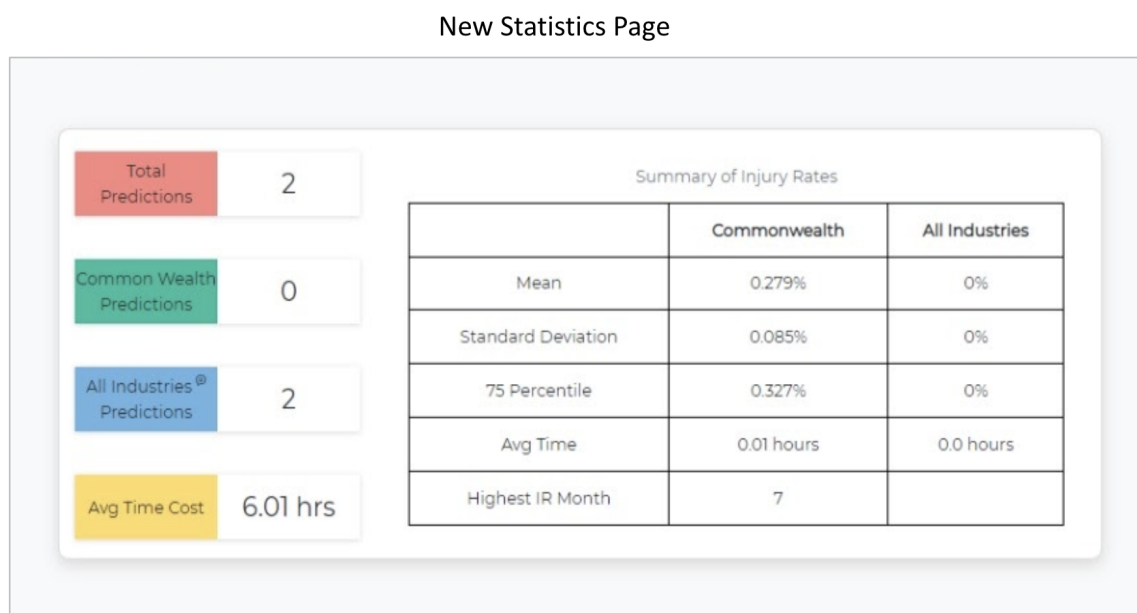 New Statistics Page
Total
Predictions
2
Common Wealth
Predictions
0
All Industries
Predictions
2
Avg Time Cost
6.01 hrs
Summary of Injury Rates
Commonwealth All Industries
Mean 0.279% 0%
Standard Deviation 0.085% 0%
75 Percentile 0.327% 0%
Avg Time 0.01 hours 0.0 hours
Highest IR Month 7